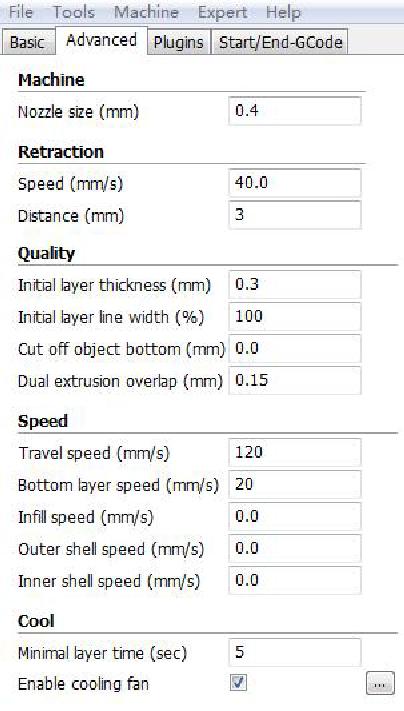 File Tools Machine Expert Help
Basic Advanced Plugins Start/End-GCode
Machine
Nozzle size (mm) 0.4
Retraction
Speed (mm/s) 40.0
Distance (mm) 3
Quality
Initial layer thickness (mm) 0.3
Initial layer line width (%) 100
Cut off object bottom (mm) 0.0
Dual extrusion overlap (mm) 0.15
Speed
Travel speed (mm/s) 120
Bottom layer speed (mm/s) 20
Infill speed (mm/s) 0.0
Outer shell speed (mm/s) 0.0
Inner shell speed (mm/s) 0.0
Cool
Minimal layer time (sec) 5
Enable cooling fan ...